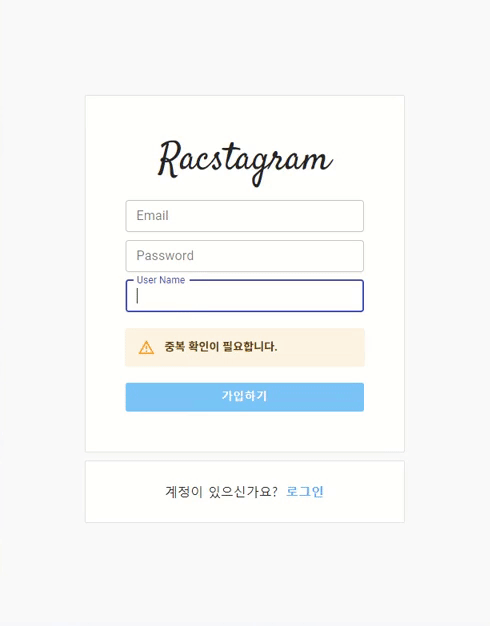 Racstagram
Email
Password
User Name
중복 확인이 필요합니다.
가입하기
계정이 있으신가요? 로그인